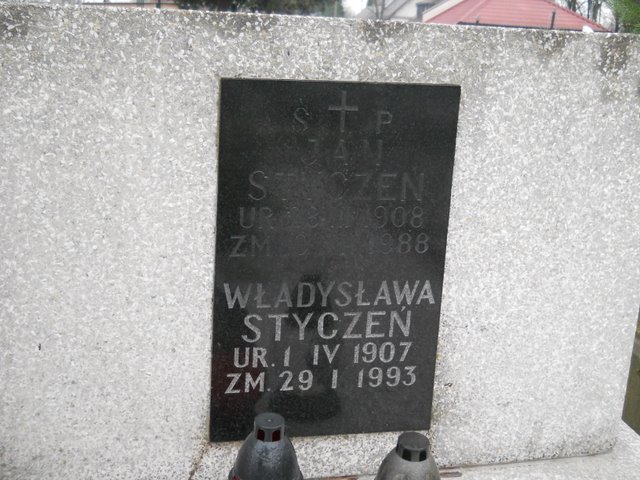 Ś P
JAN
STYCZEŃ
UR. 1908
ZM. 1988
WŁADYSŁAWA
STYCZEŃ
UR. 1 IV 1907
ZM. 29 I 1993